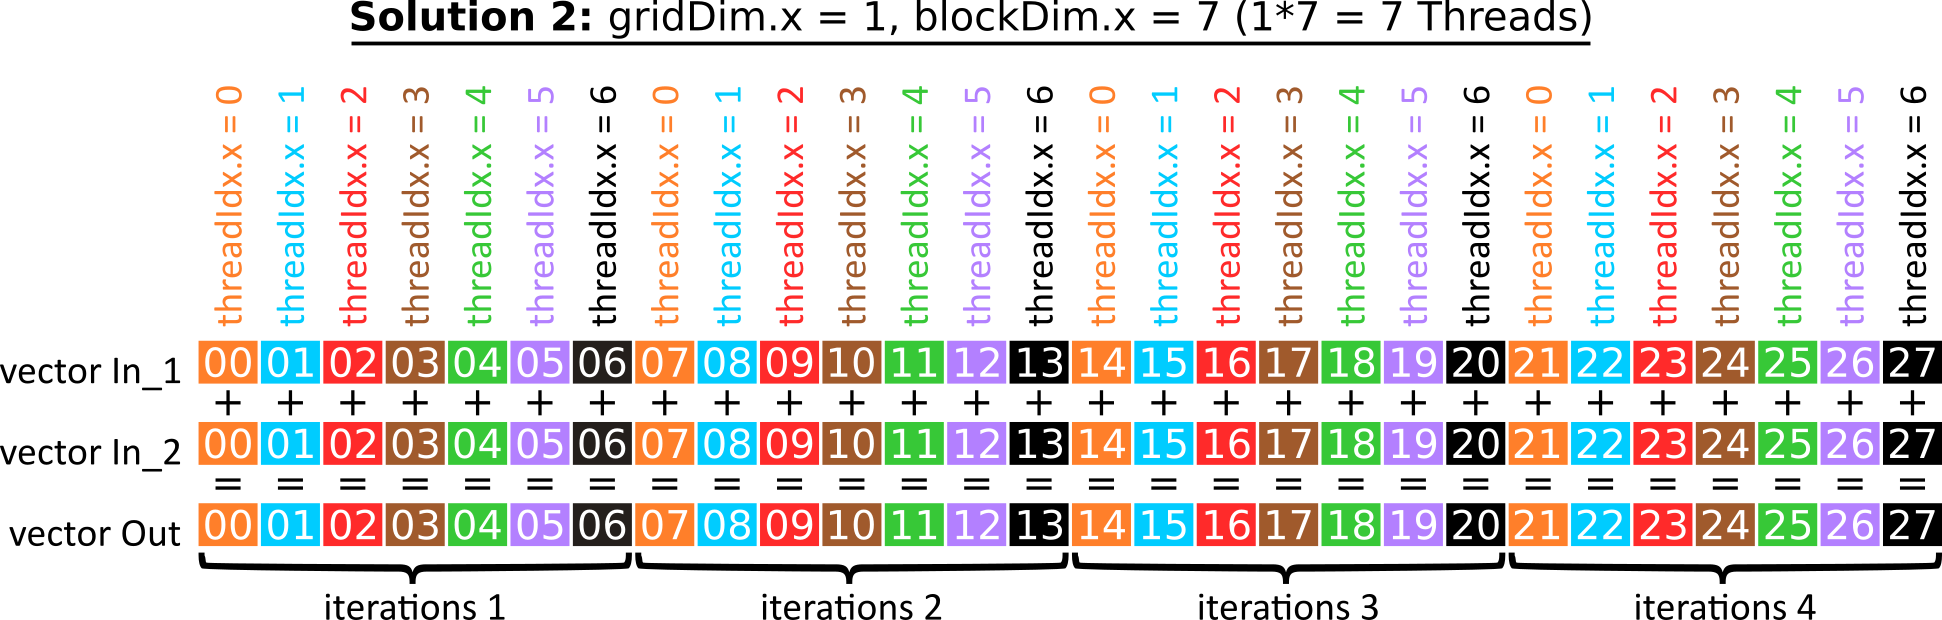 Solution 2: gridDim.x = 1, blockDim.x = 7 (1*7 = 7 Threads)
threadIdx.x = 0 threadIdx.x = 1 threadIdx.x = 2 threadIdx.x = 3 threadIdx.x = 4 threadIdx.x = 5 threadIdx.x = 6 threadIdx.x = 0 threadIdx.x = 1 threadIdx.x = 2 threadIdx.x = 3 threadIdx.x = 4 threadIdx.x = 5 threadIdx.x = 6 threadIdx.x = 0 threadIdx.x = 1 threadIdx.x = 2 threadIdx.x = 3 threadIdx.x = 4 threadIdx.x = 5 threadIdx.x = 6 threadIdx.x = 0 threadIdx.x = 1 threadIdx.x = 2 threadIdx.x = 3 threadIdx.x = 4 threadIdx.x = 5 threadIdx.x = 6
vector In_1 00 01 02 03 04 05 06 07 08 09 10 11 12 13 14 15 16 17 18 19 20 21 22 23 24 25 26 27
+ + + + + + + + + + + + + + + + + + + + + + + + + + + +
vector In_2 00 01 02 03 04 05 06 07 08 09 10 11 12 13 14 15 16 17 18 19 20 21 22 23 24 25 26 27
= = = = = = = = = = = = = = = = = = = = = = = = = = = =
vector Out 00 01 02 03 04 05 06 07 08 09 10 11 12 13 14 15 16 17 18 19 20 21 22 23 24 25 26 27
iterations 1 iterations 2 iterations 3 iterations 4